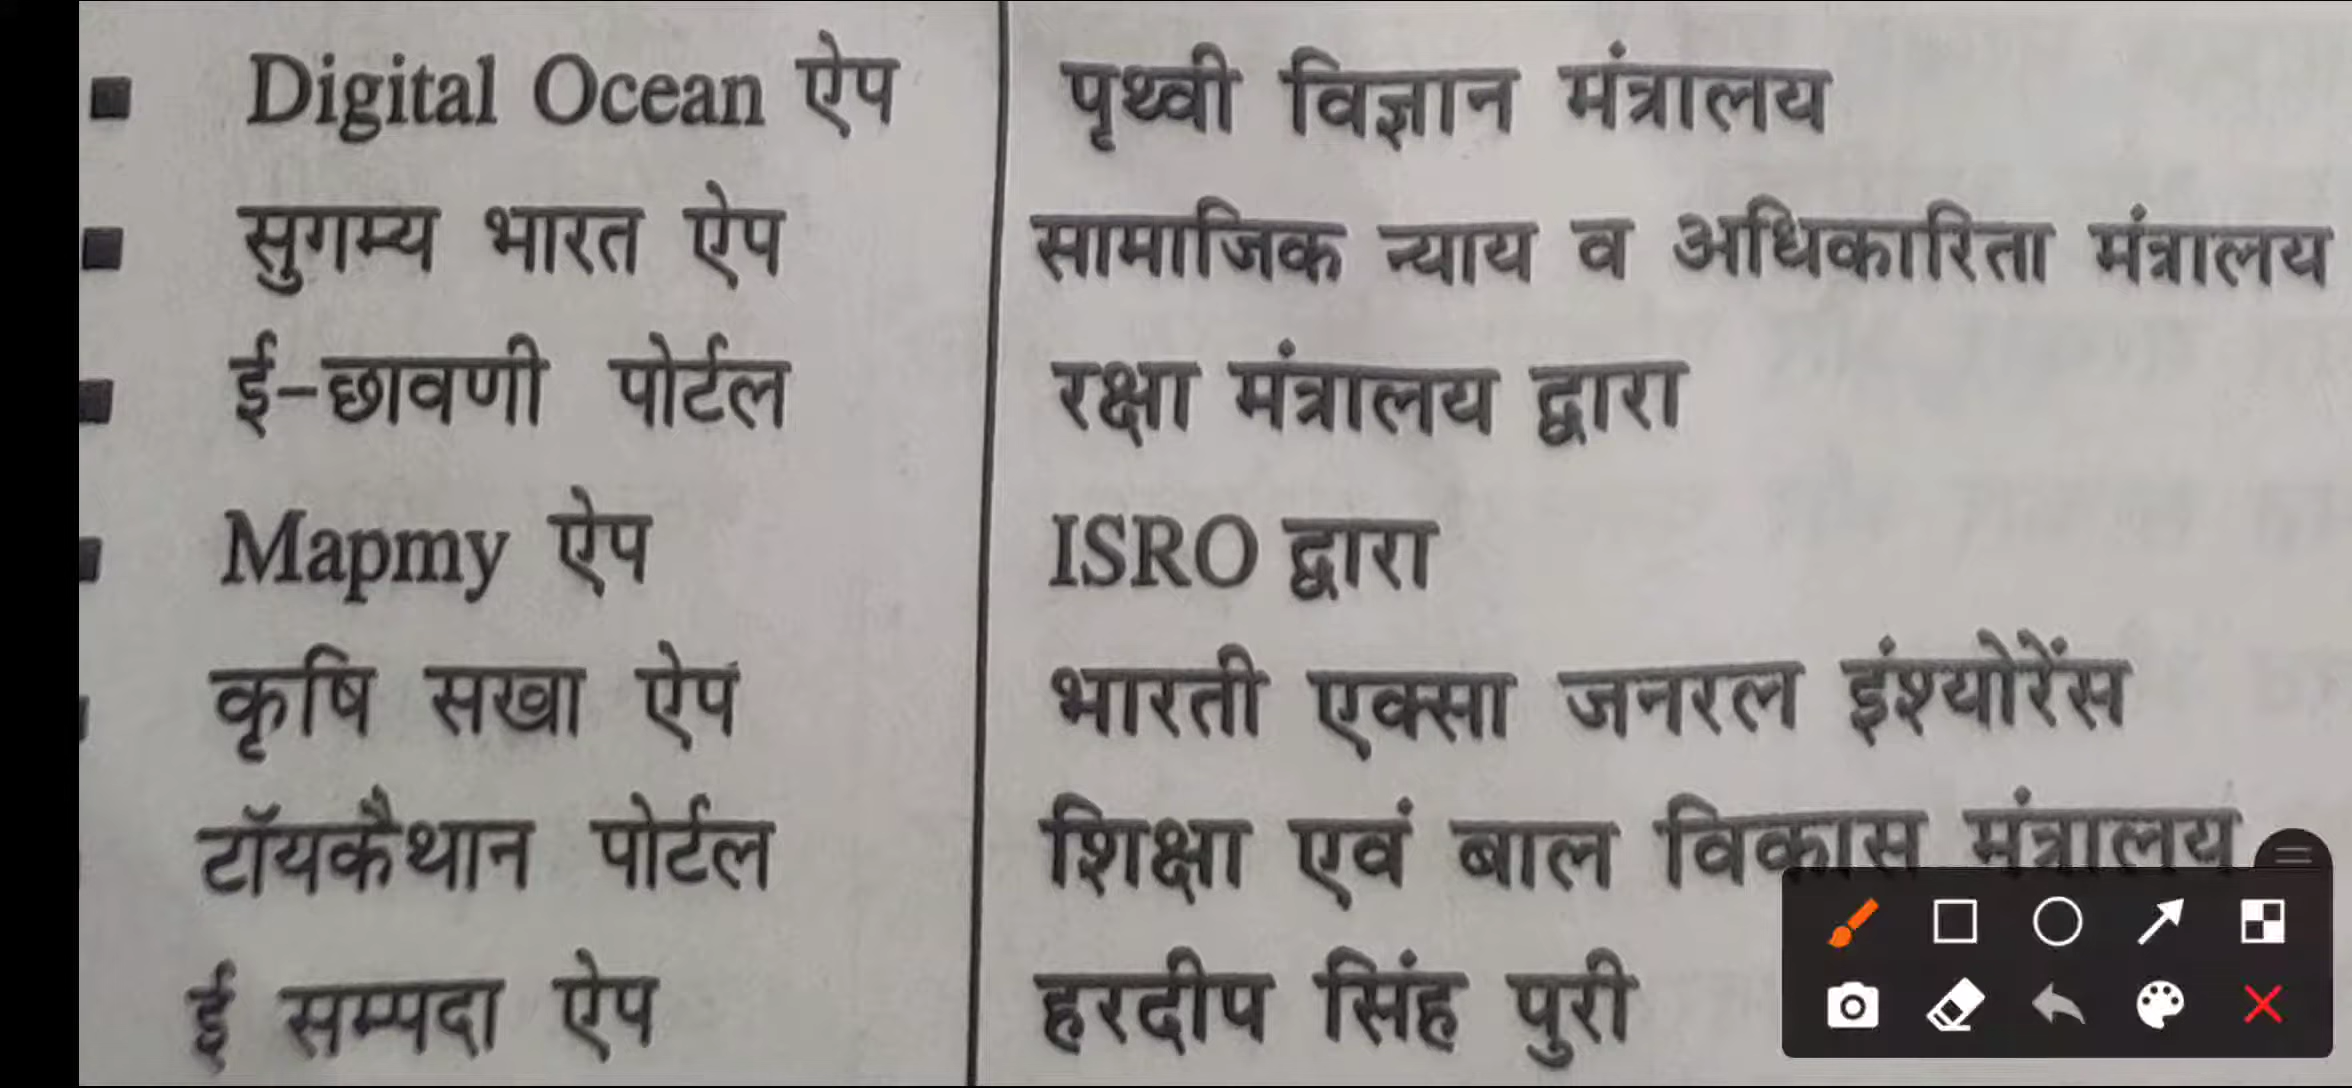 Digital Ocean ऐप पृथ्वी विज्ञान मंत्रालय
सुगम्य भारत ऐप सामाजिक न्याय व अधिकारिता मंत्रालय
ई-छावणी पोर्टल रक्षा मंत्रालय द्वारा
Mapmy ऐप ISRO द्वारा
कृषि सखा ऐप भारती एक्सा जनरल इंश्योरेंस
टॉयकैथान पोर्टल शिक्षा एवं बाल विकास मंत्रालय
ई सम्पदा ऐप हरदीप सिंह पुरी